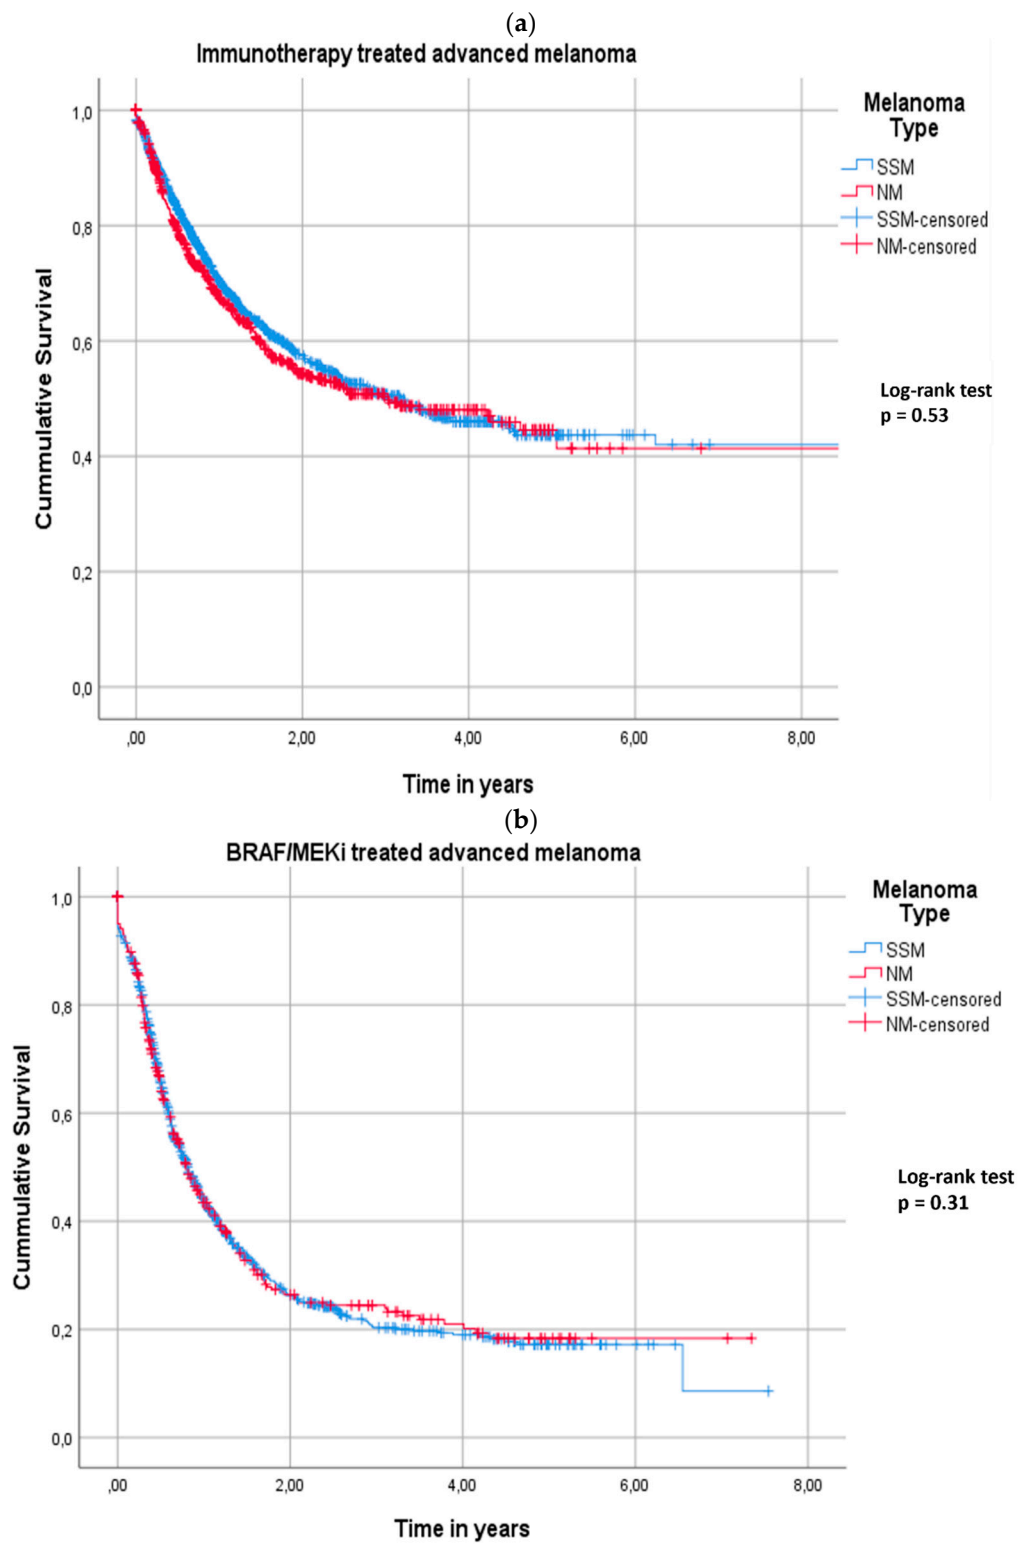 (a)
Immunotherapy treated advanced melanoma
Melanoma
Type
SSM
NM
SSM-censored
NM-censored
Log-rank test
p = 0.53
Cummulative Survival
1,0
0,8
0,6
0,4
0,2
0,0
,00 2,00 4,00 6,00 8,00
Time in years
(b)
BRAF/MEKi treated advanced melanoma
Melanoma
Type
SSM
NM
SSM-censored
NM-censored
Log-rank test
p = 0.31
Cummulative Survival
1,0
0,8
0,6
0,4
0,2
0,0
,00 2,00 4,00 6,00 8,00
Time in years